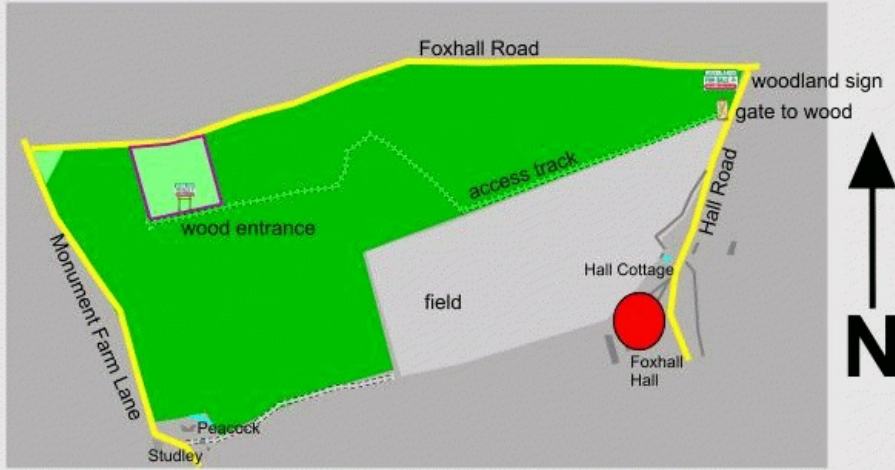 Foxhall Road
woodland sign
gate to wood
Hall Road
access track
wood entrance
Monument Farm Lane
Hall Cottage
field
Foxhall
Hall
Peacock
Studley
N